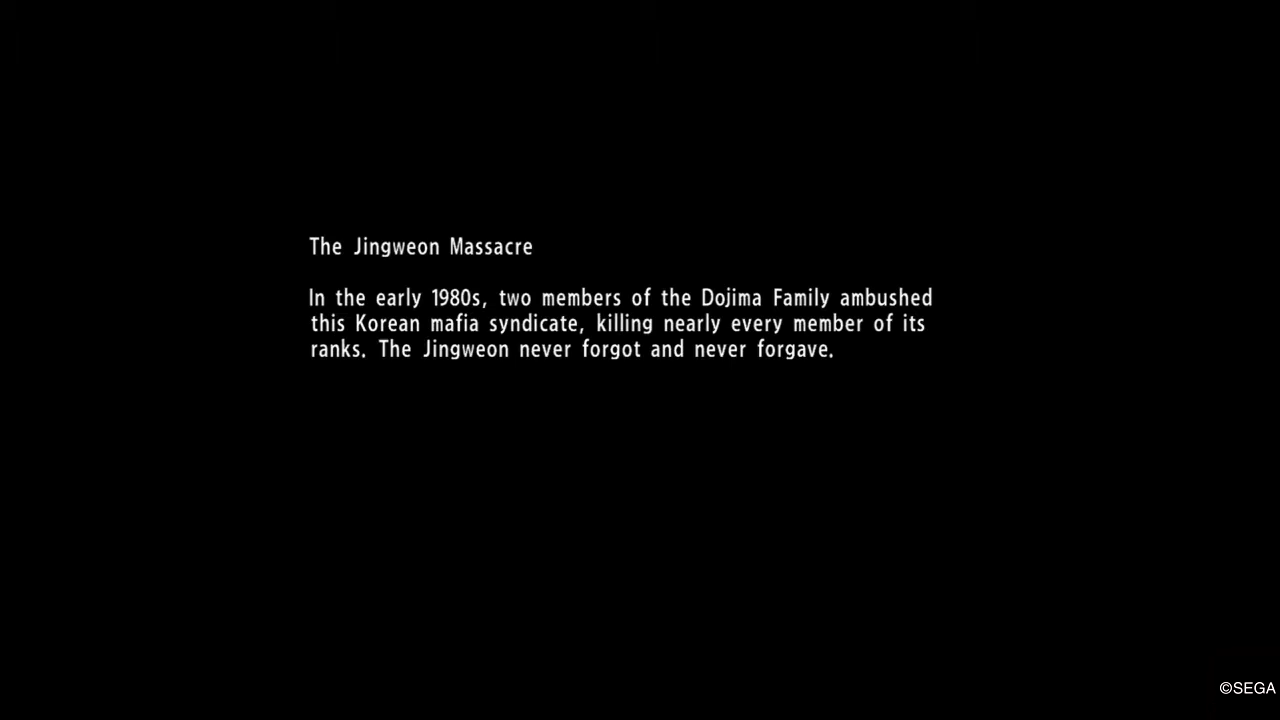 The Jingweon Massacre
In the early 1980s, two members of the Dojima Family ambushed
this Korean mafia syndicate, killing nearly every member of its
ranks. The Jingweon never forgot and never forgave.
©SEGA